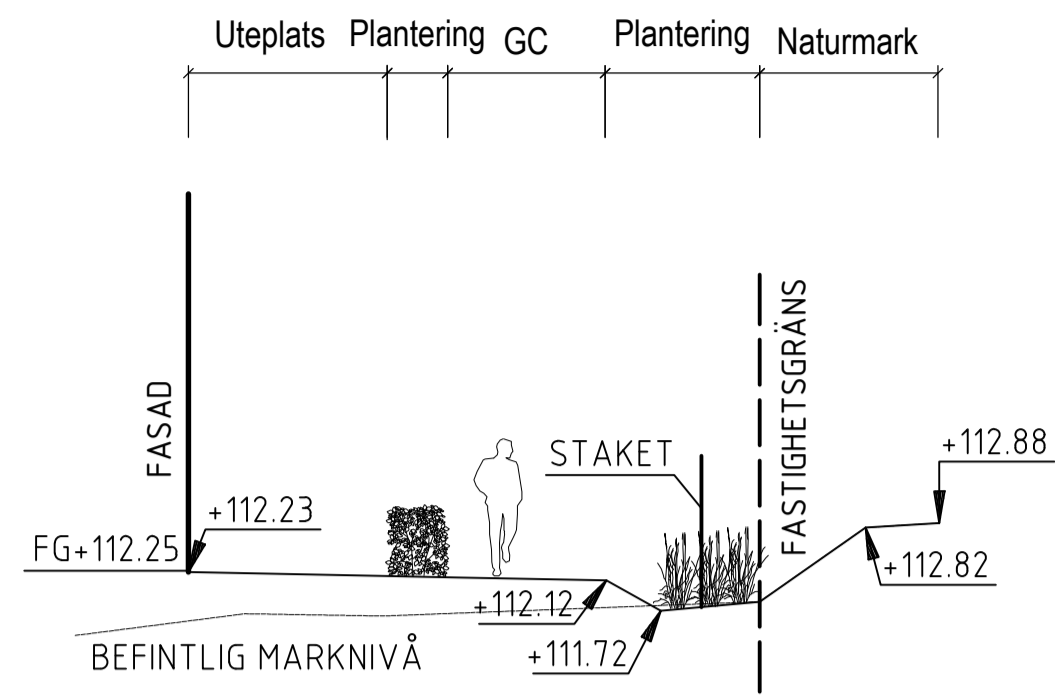 Uteplats Plantering GC Plantering Naturmark
FASAD
FASTIGHETSGRÄNS
STAKET
+112.88
+112.23
FG+112.25
+112.82
+112.12
+111.72
BEFINTLIG MARKNIVÅ